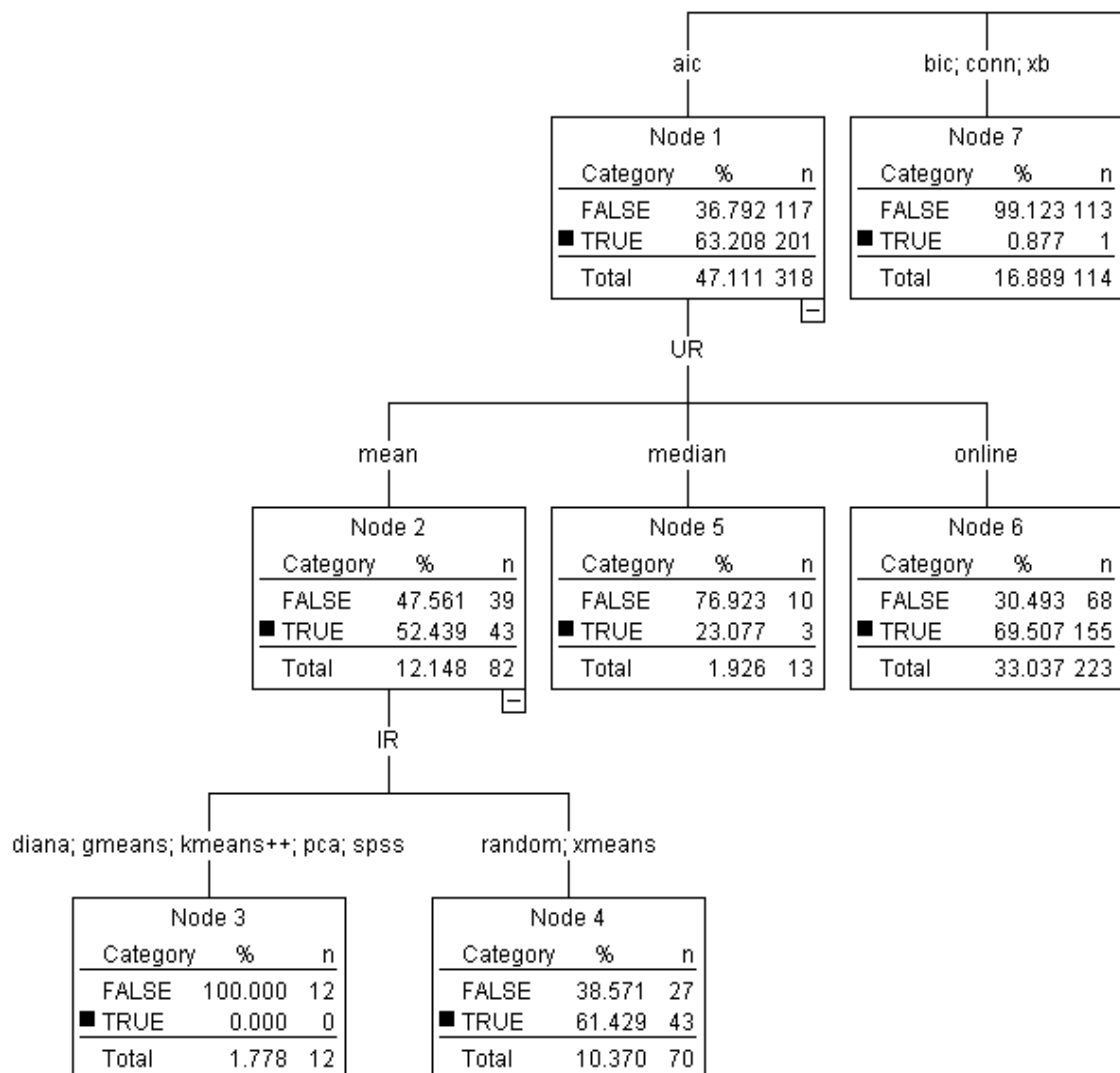 aic
bic; conn; xb
Node 1
Category % n
FALSE 36.792 117
TRUE 63.208 201
Total 47.111 318
Node 7
Category % n
FALSE 99.123 113
TRUE 0.877 1
Total 16.889 114
UR
mean
median
online
Node 2
Category % n
FALSE 47.561 39
TRUE 52.439 43
Total 12.148 82
Node 5
Category % n
FALSE 76.923 10
TRUE 23.077 3
Total 1.926 13
Node 6
Category % n
FALSE 30.493 68
TRUE 69.507 155
Total 33.037 223
IR
diana; gmeans; kmeans++; pca; spss
random; xmeans
Node 3
Category % n
FALSE 100.000 12
TRUE 0.000 0
Total 1.778 12
Node 4
Category % n
FALSE 38.571 27
TRUE 61.429 43
Total 10.370 70